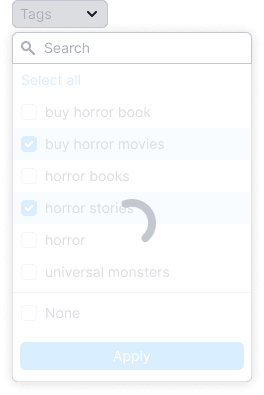 Tags
Search
Select all
buy horror book
buy horror movies
horror books
horror stories
horror
universal monsters
None
Apply